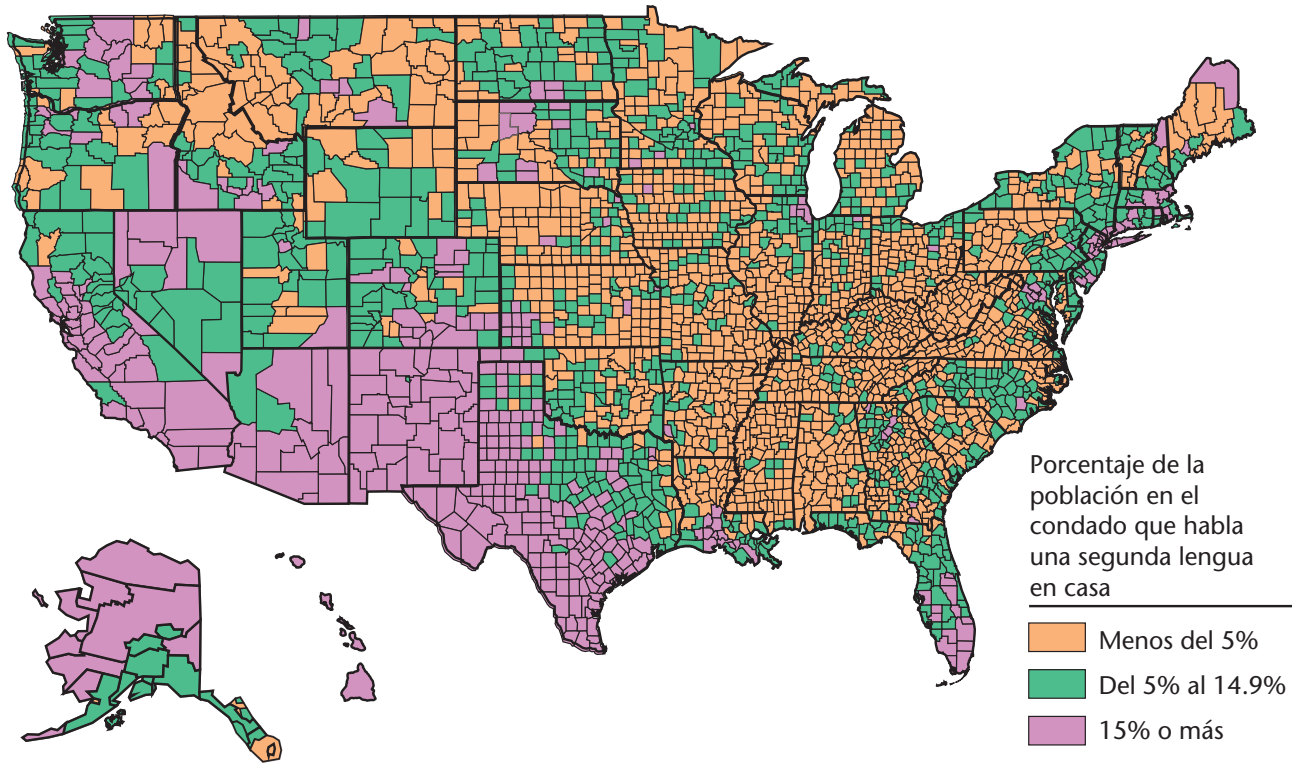 Porcentaje de la
población en el
condado que habla
una segunda lengua
en casa
Menos del 5%
Del 5% al 14.9%
15% o más